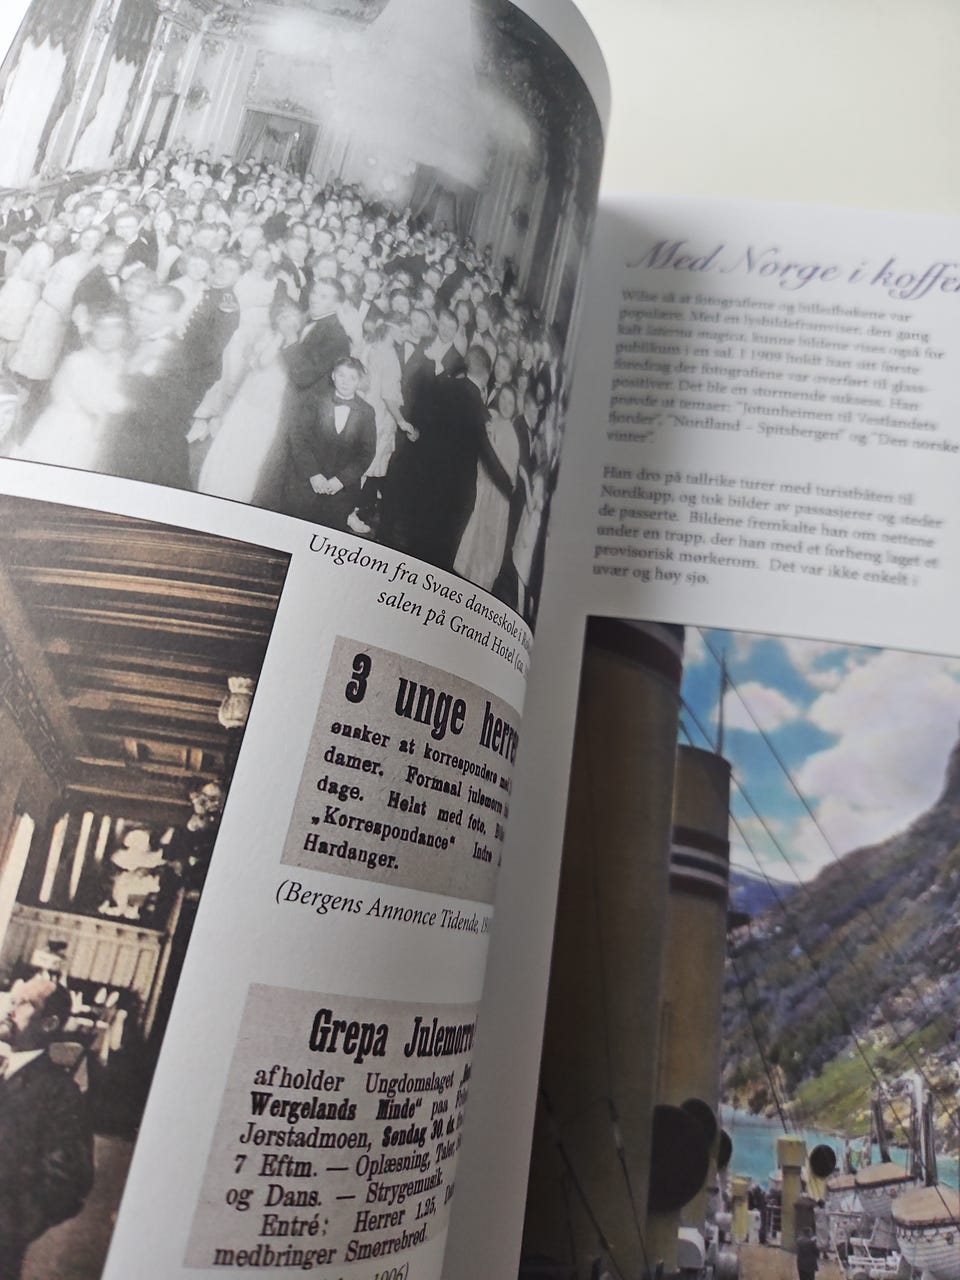 Ungdom fra Svaes danseskole i
salen på Grand Hotel (ca.
3 unge herrer
ønsker at korrespondere
damer. Formaal julemorro
dage. Helst med foto.
„Korrespondance“ Indre
Hardanger.
(Bergens Annonce Tidende,
Grepa Julemorro
afholder Ungdomslaget
Wergelands Minde“ paa
Jørstadmoen, Søndag 30. ds.
7 Eftm. — Oplæsning,
og Dans. — Strygemusik.
Entré: Herrer 1.25,
medbringer Smørrebrød.
1906)
Med Norge i koffer
Wilse så at fotografiene og billedbøkene var
populære. Med en lysbildeframviser, den gang
kalt laterna magica, kunne bildene vises også for
publikum i en sal. I 1909 holdt han sitt første
foredrag der fotografiene var overført til glass-
positiver. Det ble en stormende suksess. Han
prøvde at temaer: "Jotunheimen til Vestlandets
fjorder", "Nordland – Spitsbergen" og "Den norske
vinter".
Han dro på tallrike turer med turistbåten til
Nordkapp, og tok bilder av passasjerer og steder
de passerte. Bildene fremkalte han om nettene
under en trapp, der han med et forheng laget et
provisorisk mørkerom. Det var ikke enkelt i
uvær og høy sjø.